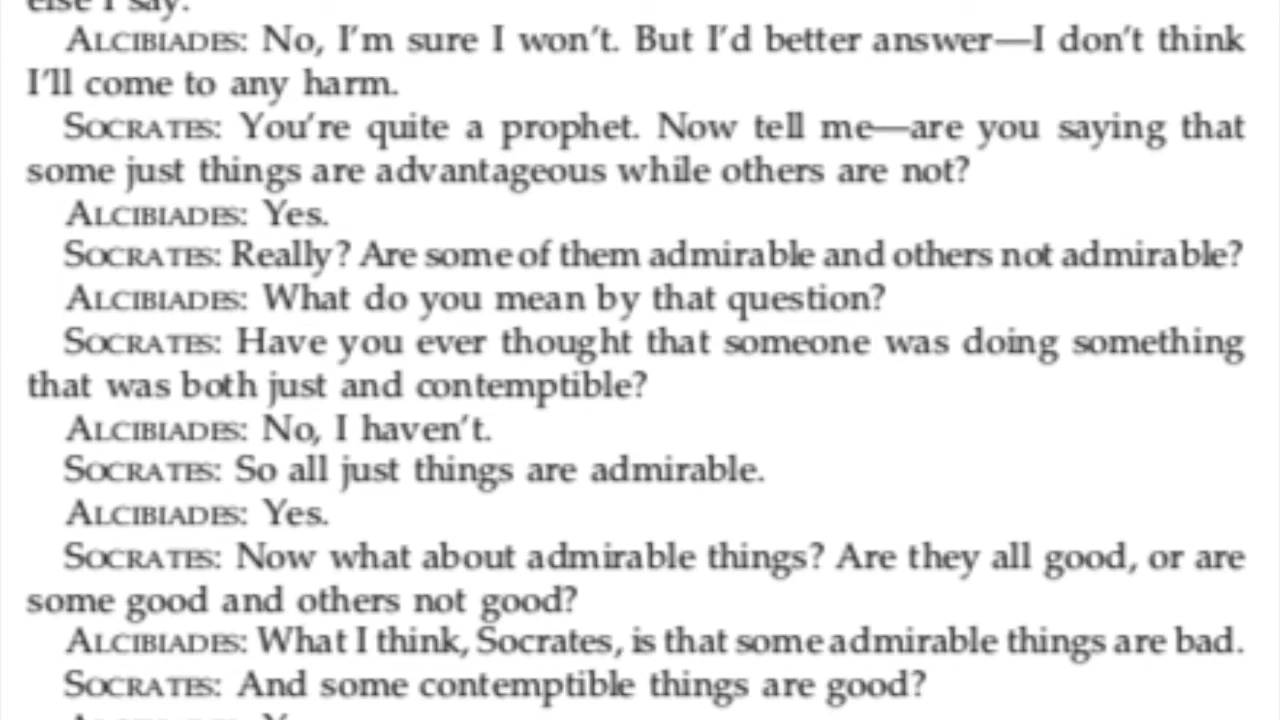 else I say.
ALCIBIADES: No, I'm sure I won't. But I'd better answer—I don't think
I'll come to any harm.
SOCRATES: You're quite a prophet. Now tell me—are you saying that
some just things are advantageous while others are not?
ALCIBIADES: Yes.
SOCRATES: Really? Are some of them admirable and others not admirable?
ALCIBIADES: What do you mean by that question?
SOCRATES: Have you ever thought that someone was doing something
that was both just and contemptible?
ALCIBIADES: No, I haven't.
SOCRATES: So all just things are admirable.
ALCIBIADES: Yes.
SOCRATES: Now what about admirable things? Are they all good, or are
some good and others not good?
ALCIBIADES: What I think, Socrates, is that some admirable things are bad.
SOCRATES: And some contemptible things are good?